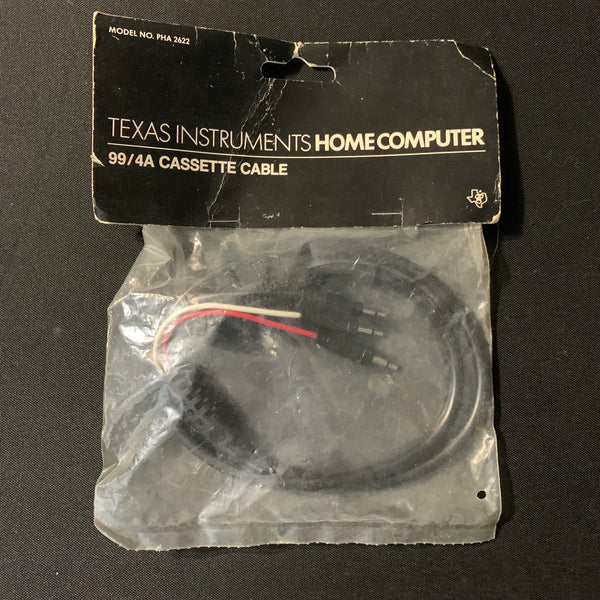 MODEL NO. PHA 2622
TEXAS INSTRUMENTS HOME COMPUTER
99/4A CASSETTE CABLE